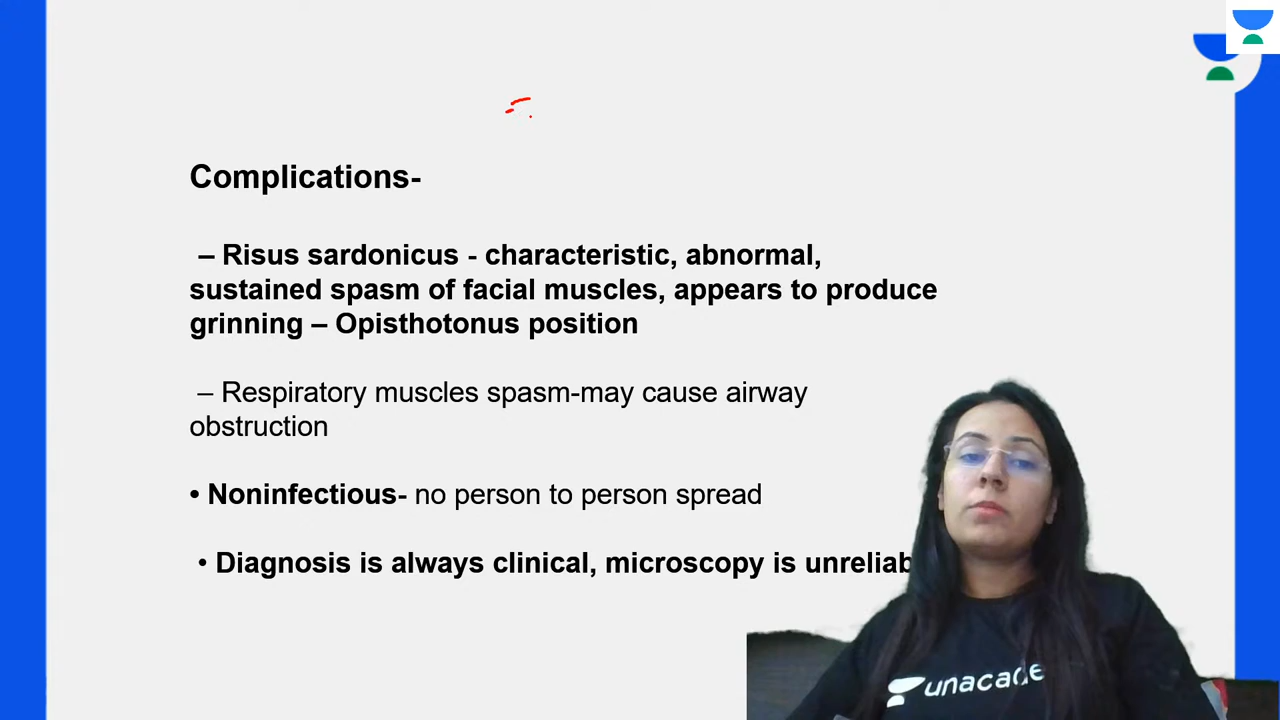 Complications-
– Risus sardonicus - characteristic, abnormal,
sustained spasm of facial muscles, appears to produce
grinning – Opisthotonus position
– Respiratory muscles spasm-may cause airway
obstruction
• Noninfectious- no person to person spread
• Diagnosis is always clinical, microscopy is unreliab
unacade